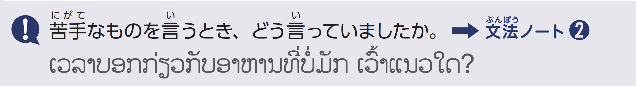 ! 苦手なものを言うとき、どう言っていましたか。 ➡ 文法ノート❷
ເວລາບອກກ່ຽວກັບອາຫານທີ່ບໍ່ມັກ ເວົ້າແນວໃດ?